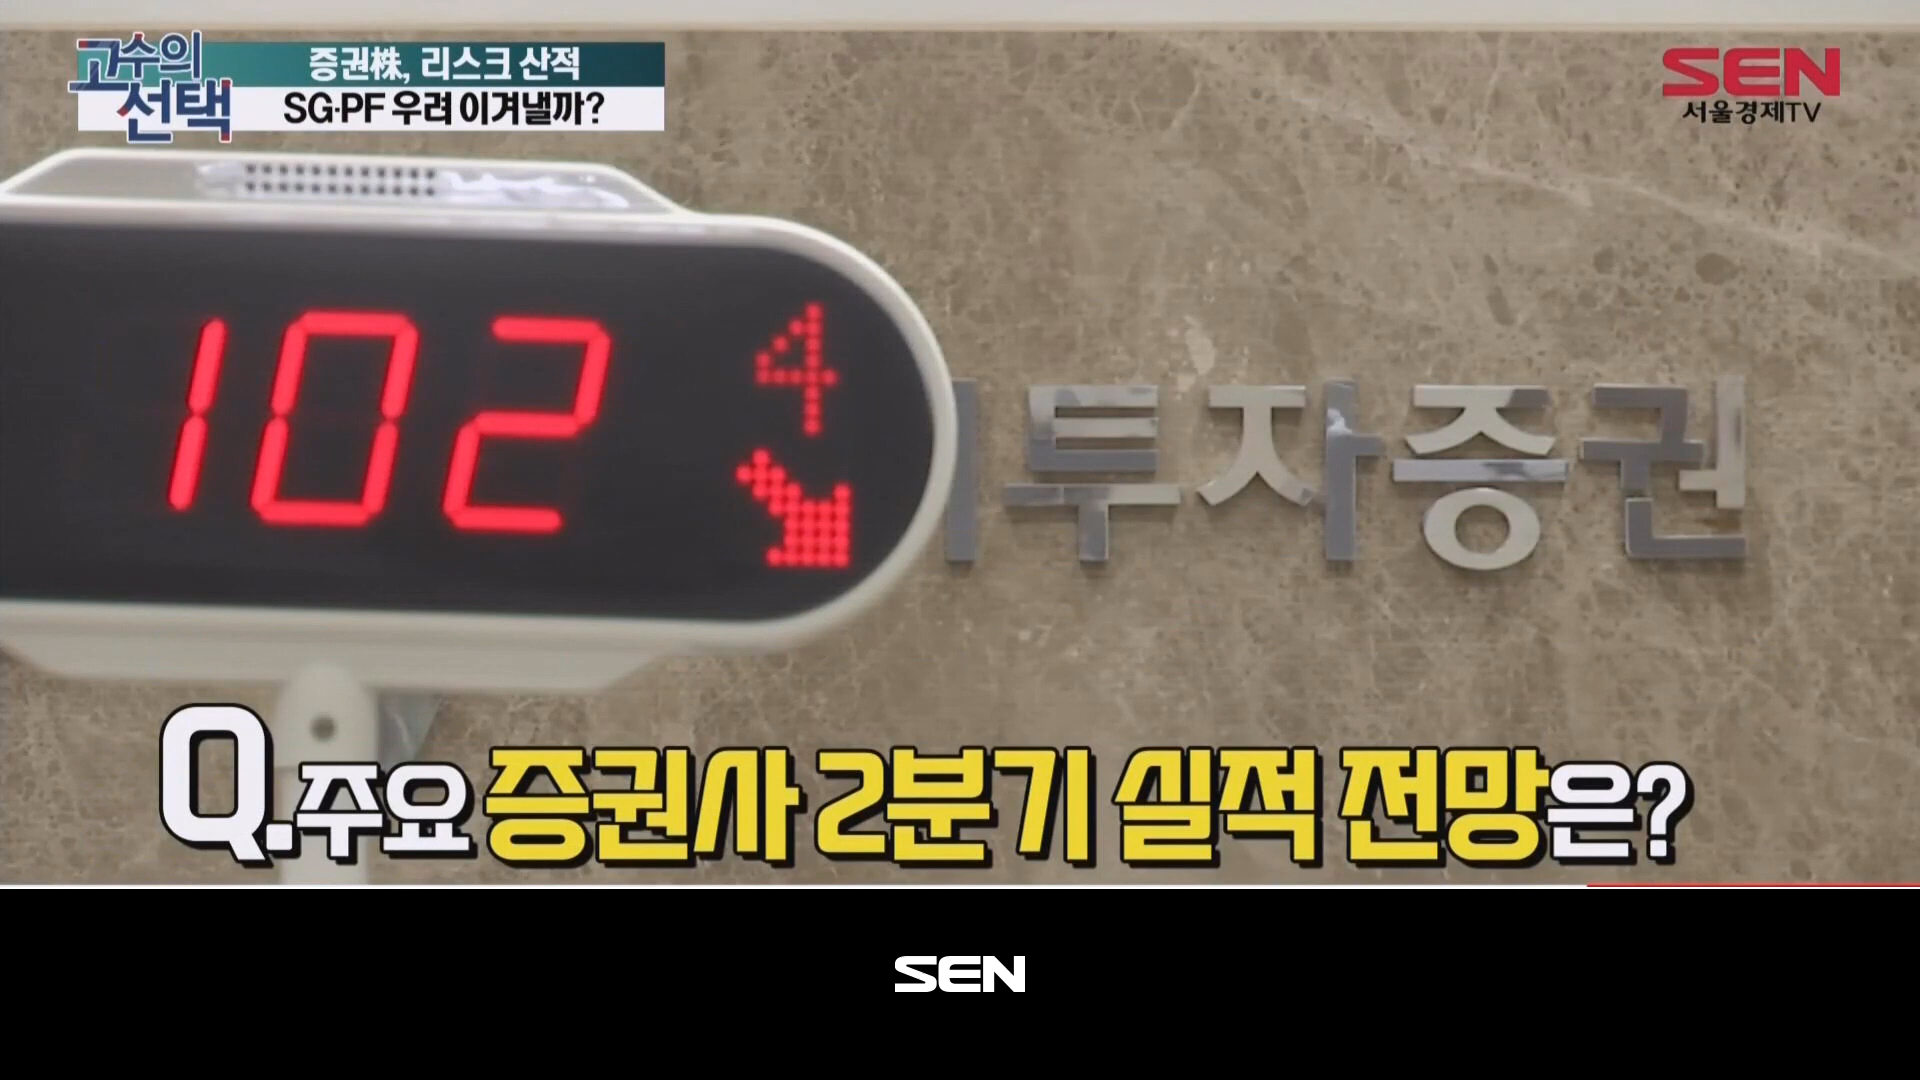 고수의
선택
증권株, 리스크 산적
SG·PF 우려 이겨낼까?
SEN
서울경제TV
102
4
투자증권
Q.주요 증권사 2분기 실적 전망은?
SEN